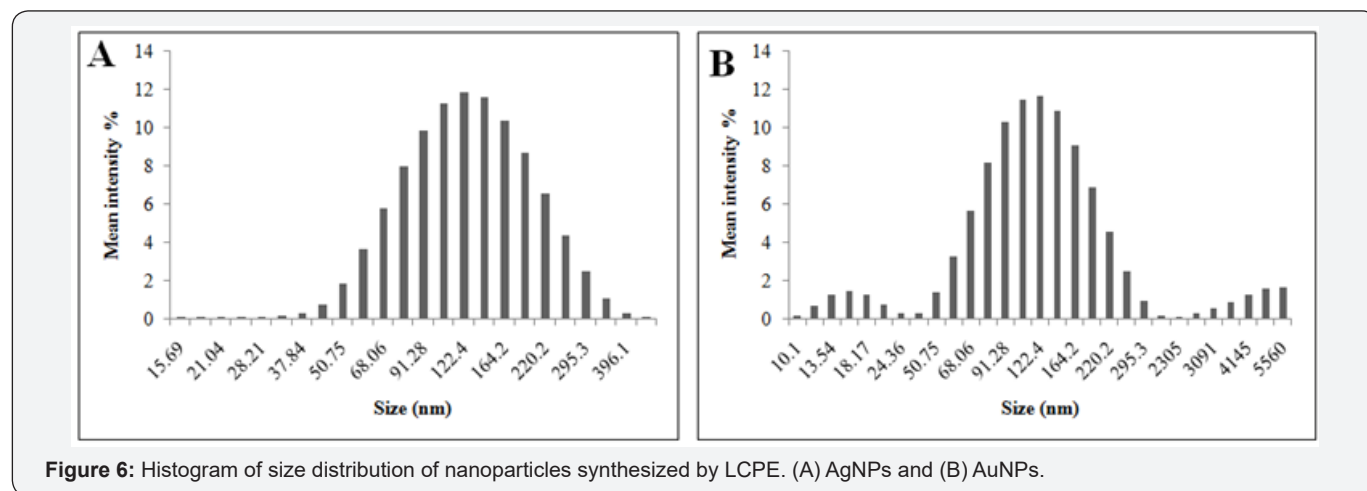 A
14
12
10
8
6
4
2
0
Mean intensity %
15.69 21.04 28.21 37.84 50.75 68.06 91.28 122.4 164.2 220.2 295.3 396.1
Size (nm)
B
14
12
10
8
6
4
2
0
Mean intensity %
10.1 13.54 18.17 24.36 50.75 68.06 91.28 122.4 164.2 220.2 295.3 2305 3091 4145 5560
Size (nm)
Figure 6: Histogram of size distribution of nanoparticles synthesized by LCPE. (A) AgNPs and (B) AuNPs.